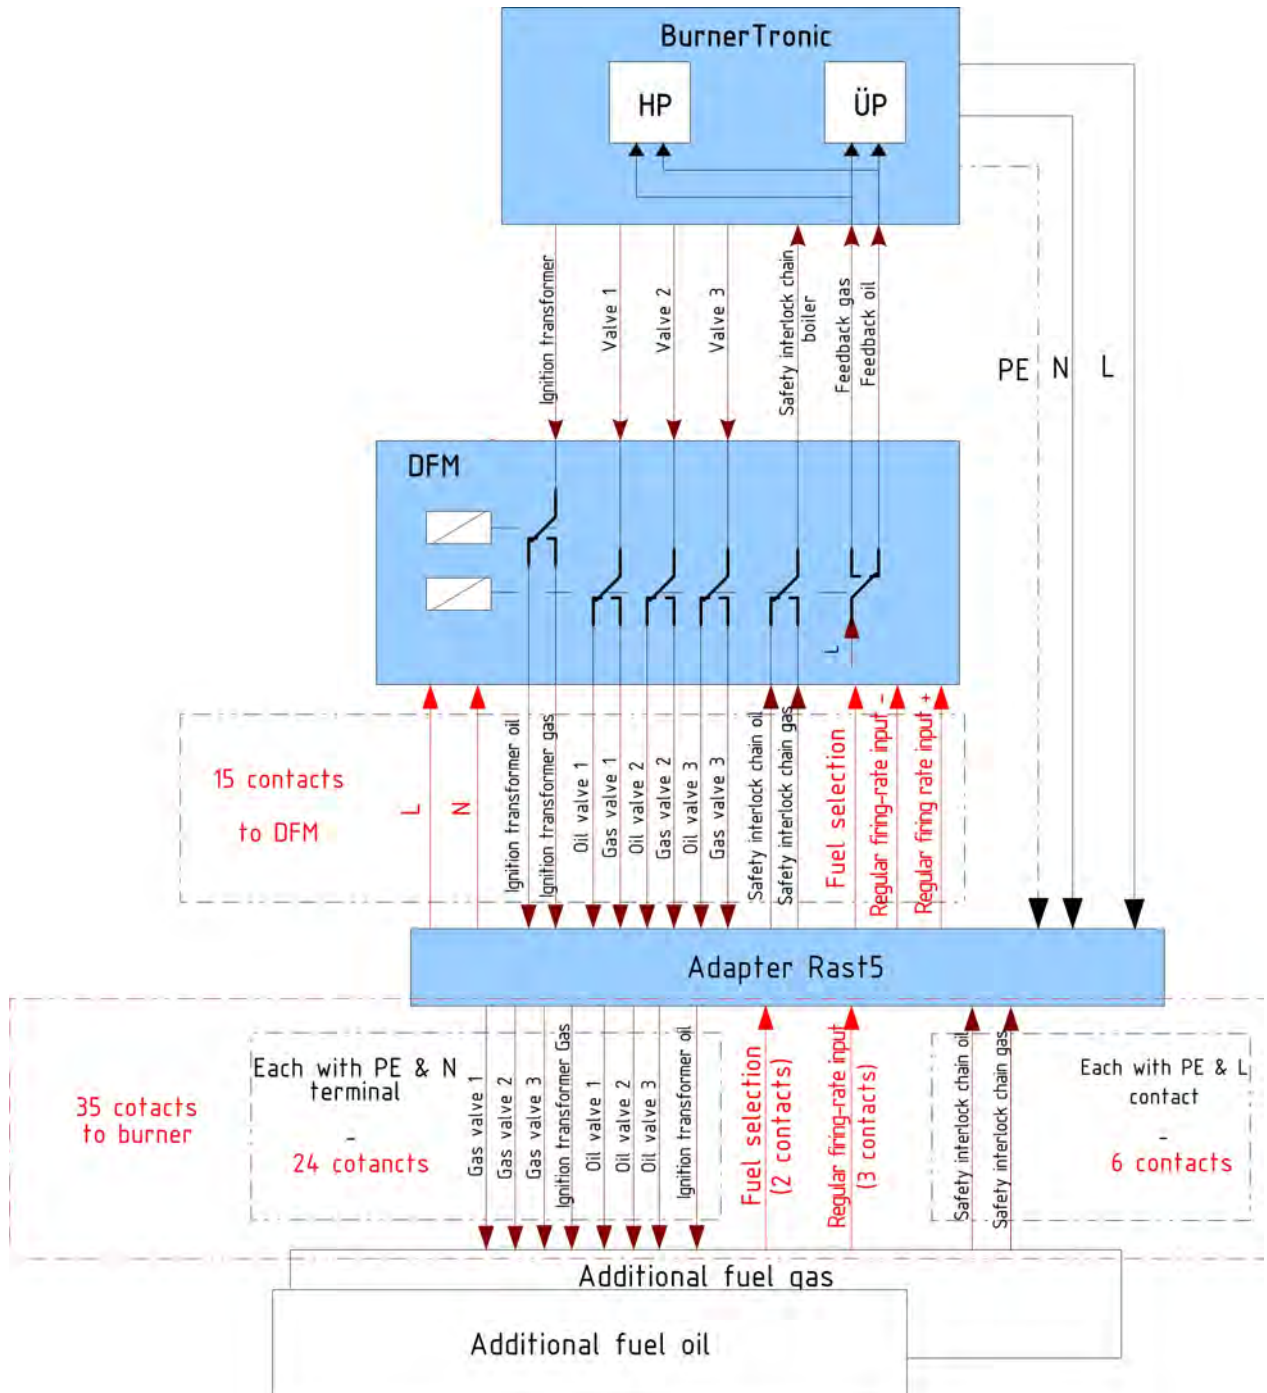 BurnerTronic
HP
ÜP
Ignition transformer
Valve 1
Valve 2
Valve 3
Safety interlock chain
boiler
Feedback gas
Feedback oil
PE
N
L
DFM
L
15 contacts
to DFM
L
N
Ignition transformer oil
Ignition transformer gas
Oil valve 1
Gas valve 1
Oil valve 2
Gas valve 2
Oil valve 3
Gas valve 3
Safety interlock chain oil
Safety interlock chain gas
Fuel selection
Regular firing-rate input -
Regular firing rate input +
Adapter Rast5
35 cotacts
to burner
Each with PE & N
terminal
-
24 cotancts
Gas valve 1
Gas valve 2
Gas valve 3
Ignition transformer Gas
Oil valve 1
Oil valve 2
Oil valve 3
Ignition transformer oil
Fuel selection
(2 contacts)
Regular firing-rate input
(3 contacts)
Safety interlock chain oil
Safety interlock chain gas
Each with PE & L
contact
-
6 contacts
Additional fuel gas
Additional fuel oil